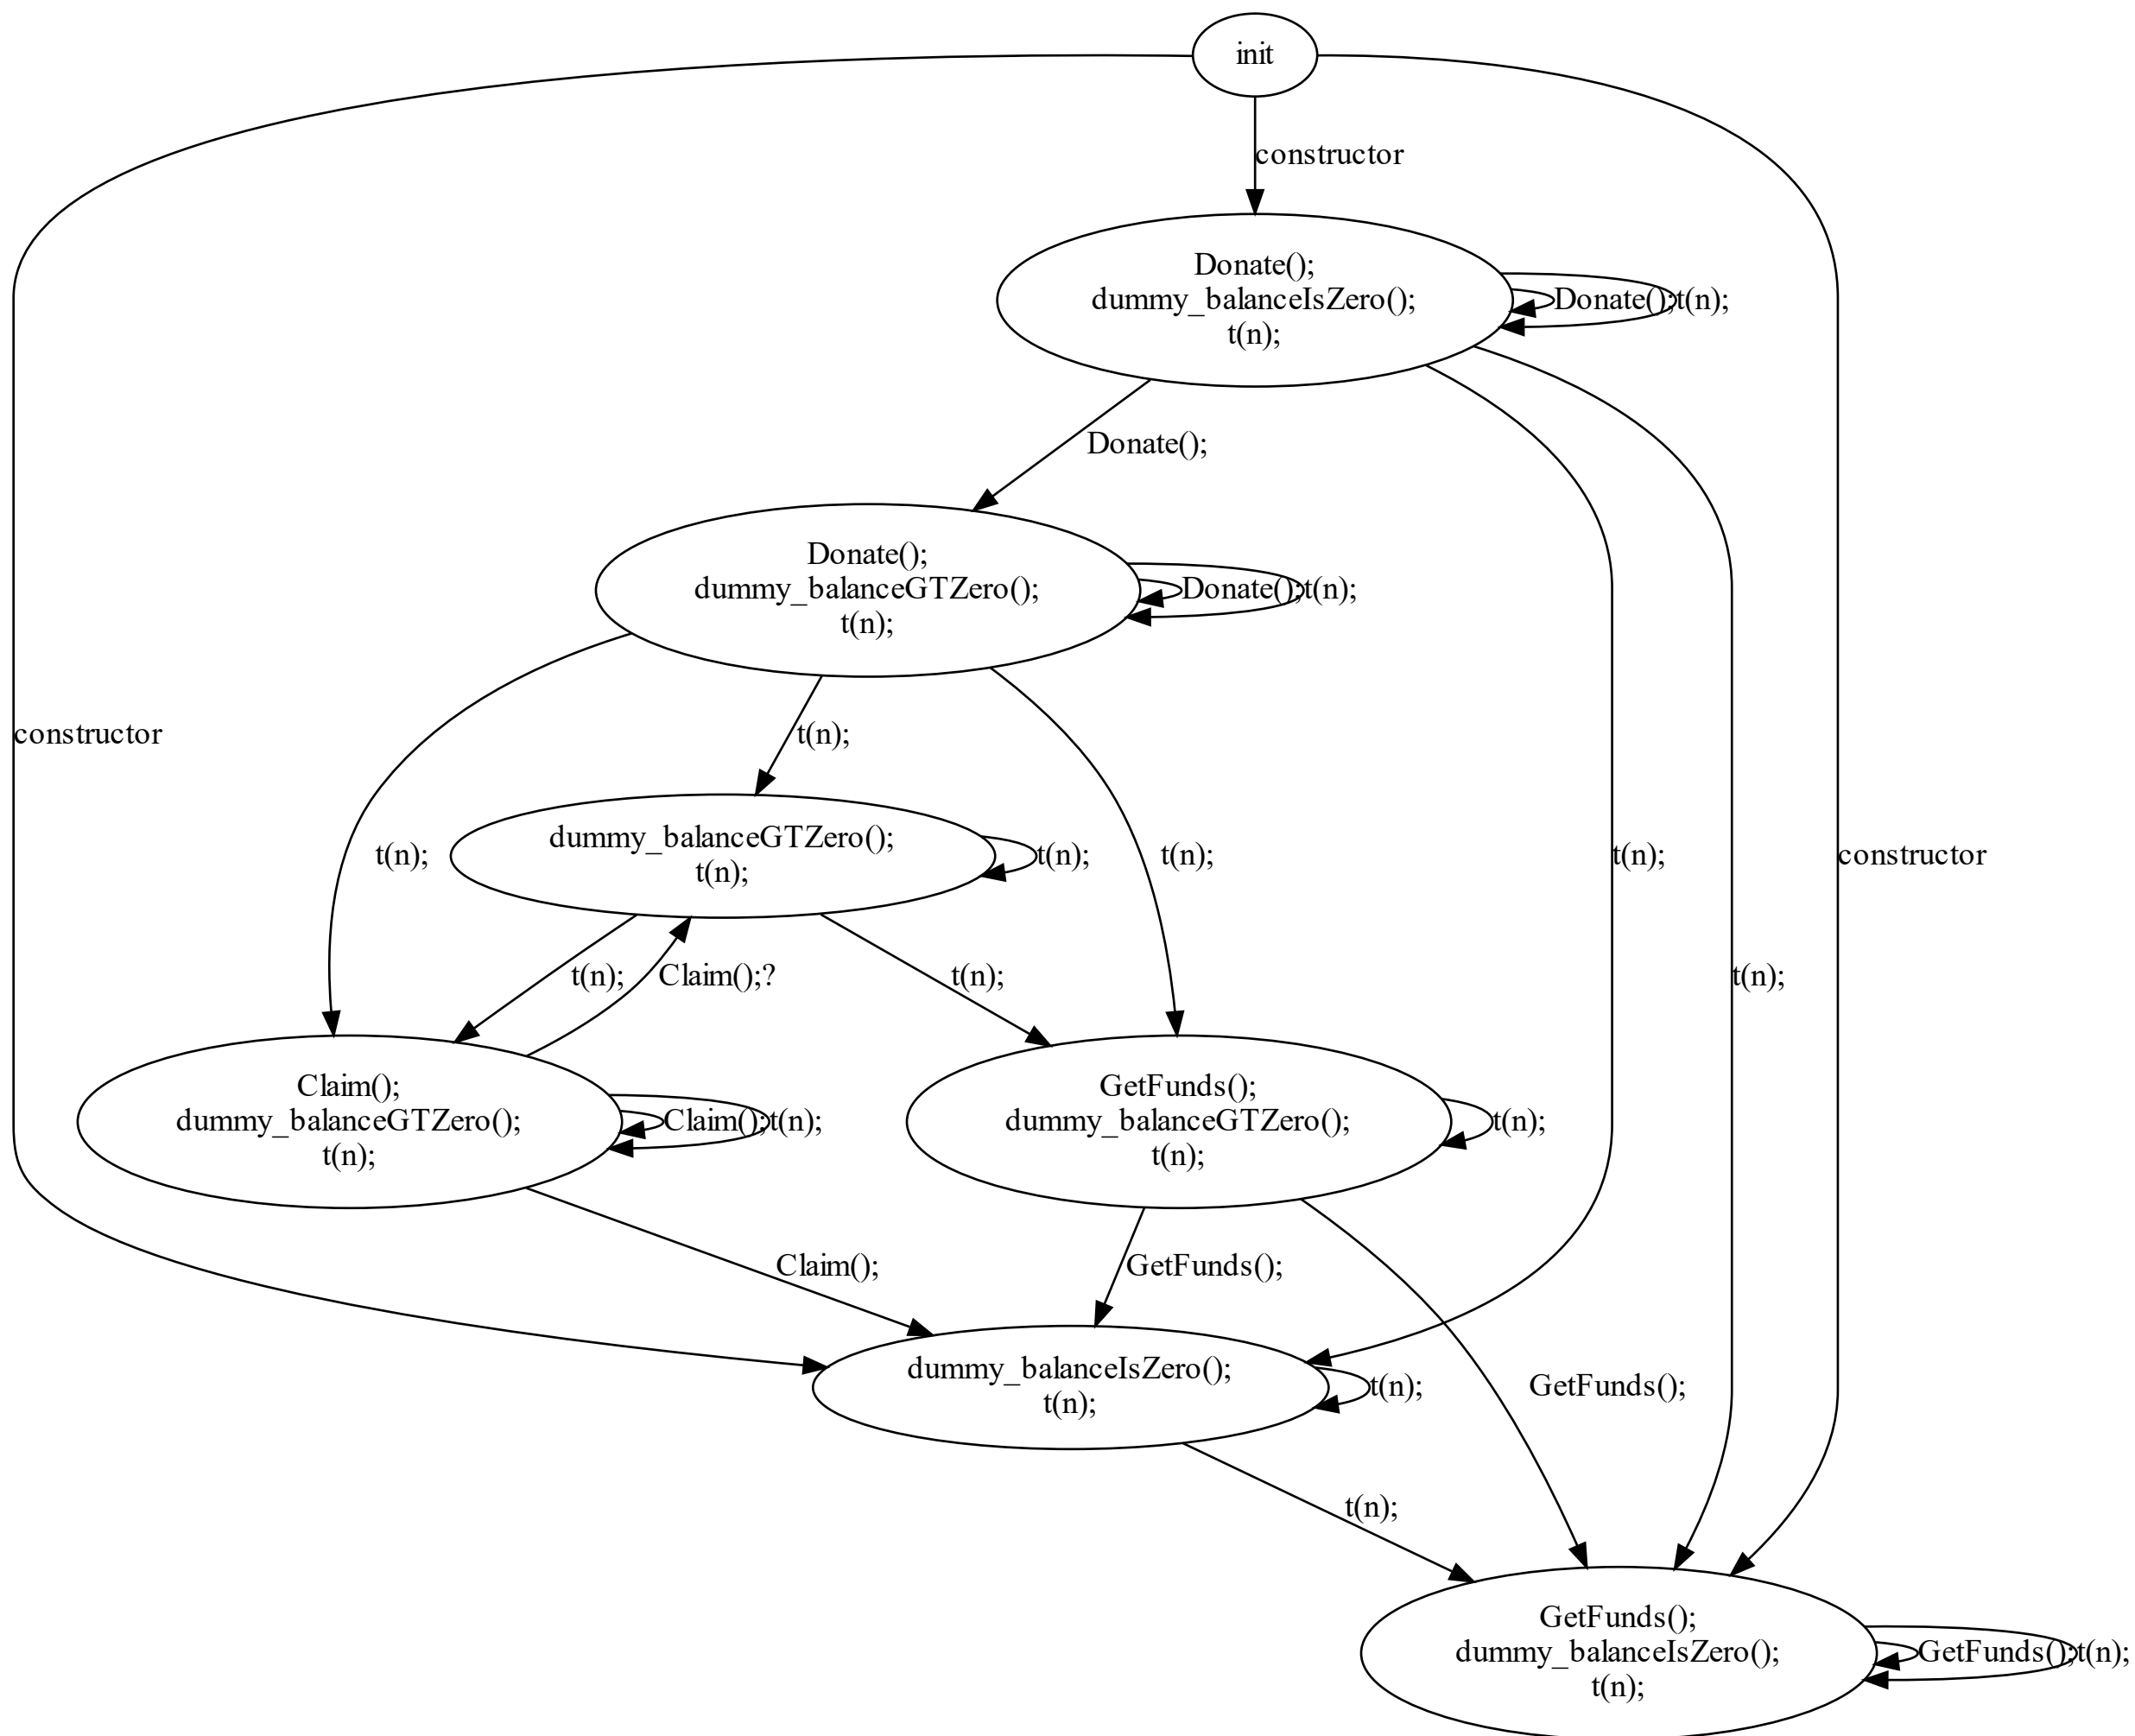 init
constructor
Donate();
dummy_balanceIsZero();
t(n);
Donate();
t(n);
Donate();
Donate();
dummy_balanceGTZero();
t(n);
Donate();
t(n);
constructor
t(n);
dummy_balanceGTZero();
t(n);
t(n);
t(n);
t(n);
t(n);
constructor
t(n);
Claim();?
t(n);
t(n);
Claim();
dummy_balanceGTZero();
t(n);
Claim();
t(n);
GetFunds();
dummy_balanceGTZero();
t(n);
t(n);
Claim();
GetFunds();
dummy_balanceIsZero();
t(n);
t(n);
GetFunds();
t(n);
GetFunds();
dummy_balanceIsZero();
t(n);
GetFunds();
t(n);